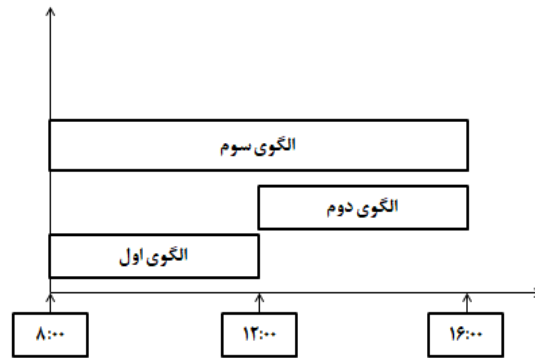 الگوی سوم
الگوی دوم
الگوی اول
۸:۰۰
۱۲:۰۰
۱۶:۰۰